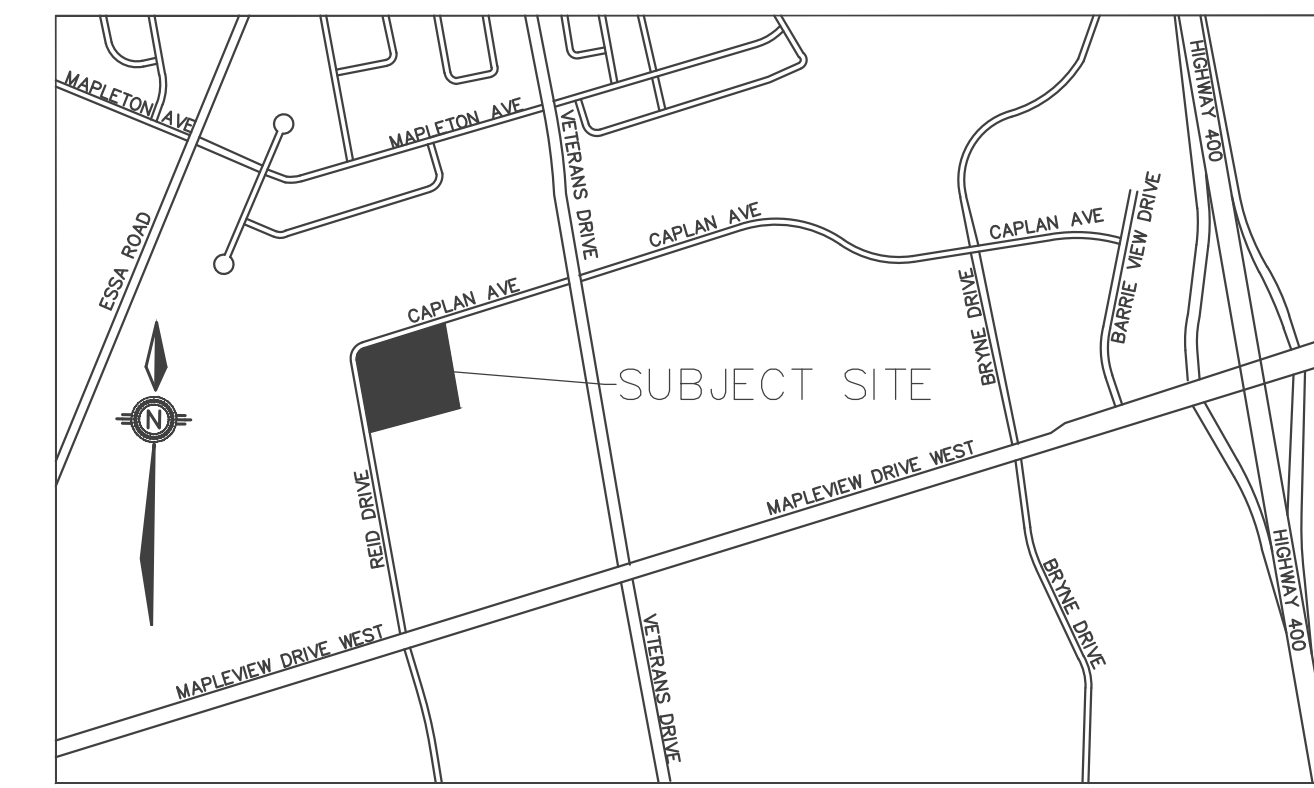 MAPLETON AVE
HIGHWAY 400
MAPLETON AVE
VETERANS DRIVE
ESSA ROAD
CAPLAN AVE
CAPLAN AVE
BARRIE VIEW DRIVE
CAPLAN AVE
BRYNE DRIVE
SUBJECT SITE
N
REID DRIVE
MAPLEVIEW DRIVE WEST
HIGHWAY 400
BRYNE DRIVE
MAPLEVIEW DRIVE WEST
VETERANS DRIVE